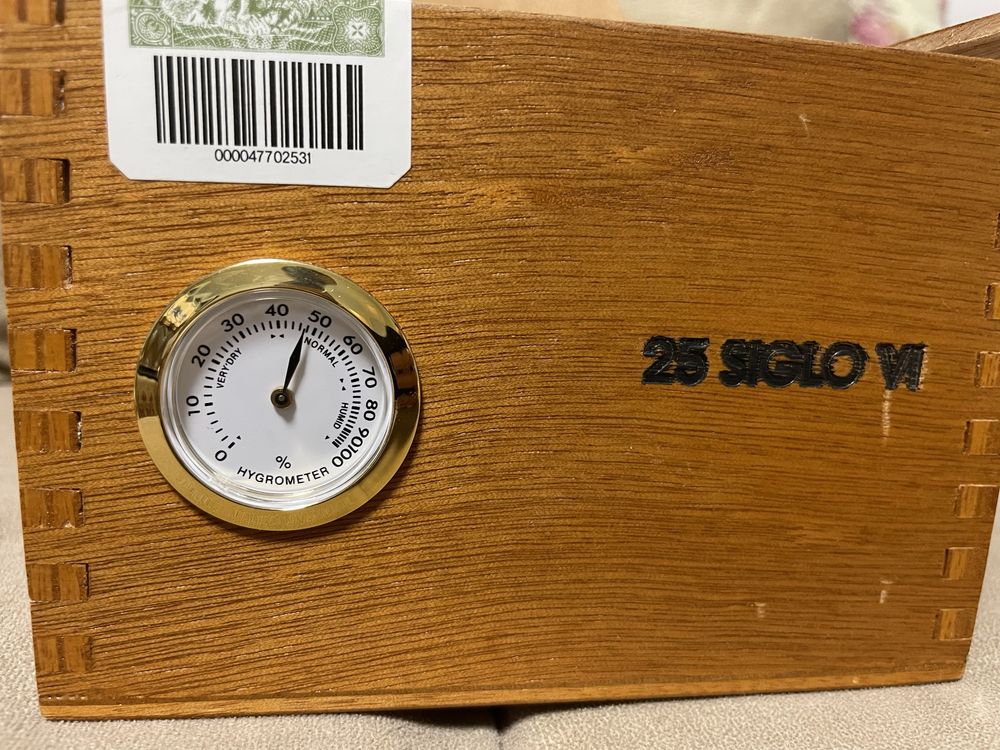 000047702531
0 10 20 30 40 50 60 70 80 90 100
VERY DRY
NORMAL
HUMID
%
HYGROMETER
25 SIGLO VI